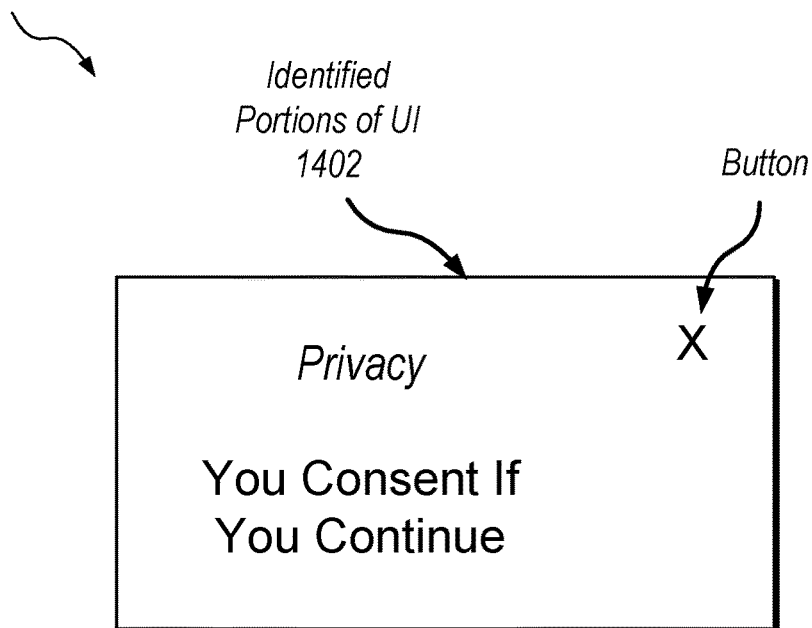 Identified
Portions of UI
1402
Button
Privacy
X
You Consent If
You Continue